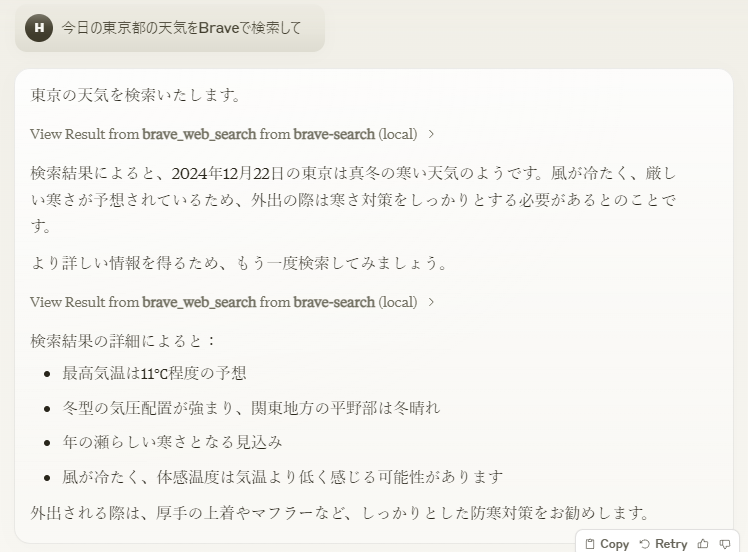 H 今日の東京都の天気をBraveで検索して
東京の天気を検索いたします。
View Result from brave_web_search from brave-search (local)
検索結果によると、2024年12月22日の東京は真冬の寒い天気のようです。風が冷たく、厳し
い寒さが予想されているため、外出の際は寒さ対策をしっかりとする必要があるとのことで
す。
より詳しい情報を得るため、もう一度検索してみましょう。
View Result from brave_web_search from brave-search (local)
検索結果の詳細によると：
• 最高気温は11°C程度の予想
• 冬型の気圧配置が強まり、関東地方の平野部は冬晴れ
• 年の瀬らしい寒さとなる見込み
• 風が冷たく、体感温度は気温より低く感じる可能性があります
外出される際は、厚手の上着やマフラーなど、しっかりとした防寒対策をお勧めします。
Copy Retry